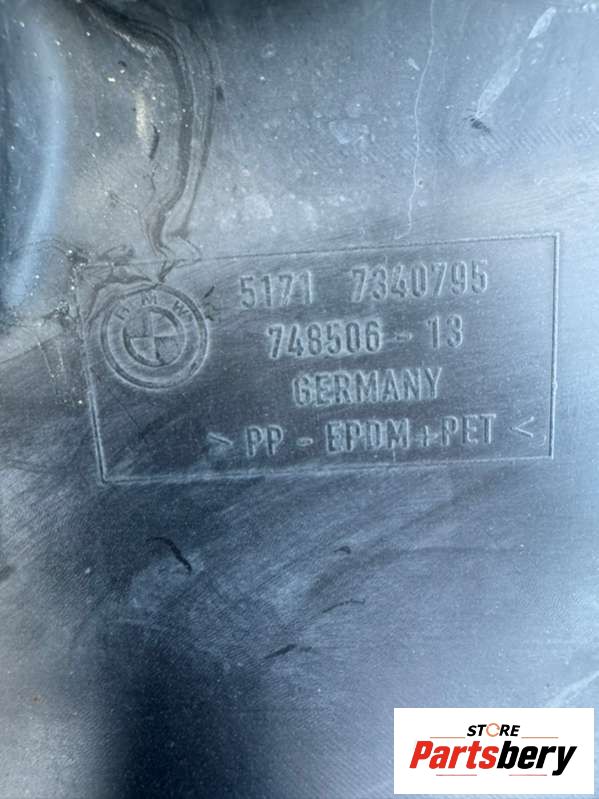 BMW
5171 7340795
748506-13
GERMANY
> PP - EPDM + PET <
STORE
Partsbery